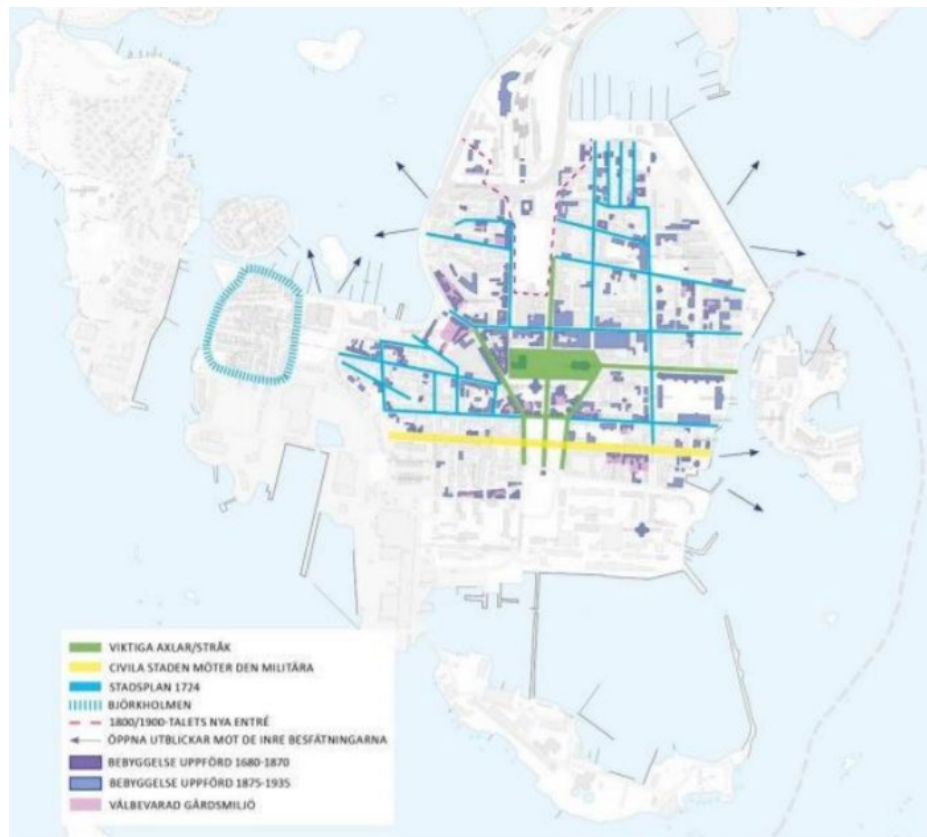 VIKTIGA AXLAR/STRÅK
CIVILA STADEN MÖTER DEN MILITÄRA
STADSPLAN 1724
BJÖRKHOLMEN
1800/1900-TALETS NYA ENTRÉ
ÖPPNA UTBLICKAR MOT DE INRE BESFÄTNINGARNA
BEBYGGELSE UPPFÖRD 1680-1870
BEBYGGELSE UPPFÖRD 1875-1935
VÄLBEVARAD GÅRDSMILJÖ